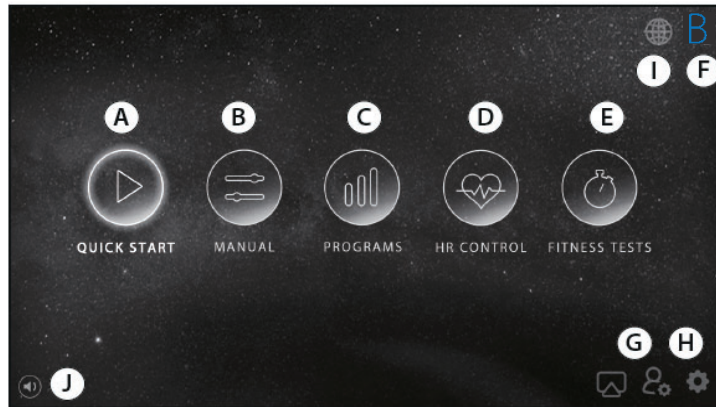 B
I F
A B C D E
QUICK START MANUAL PROGRAMS HR CONTROL FITNESS TESTS
G H
J